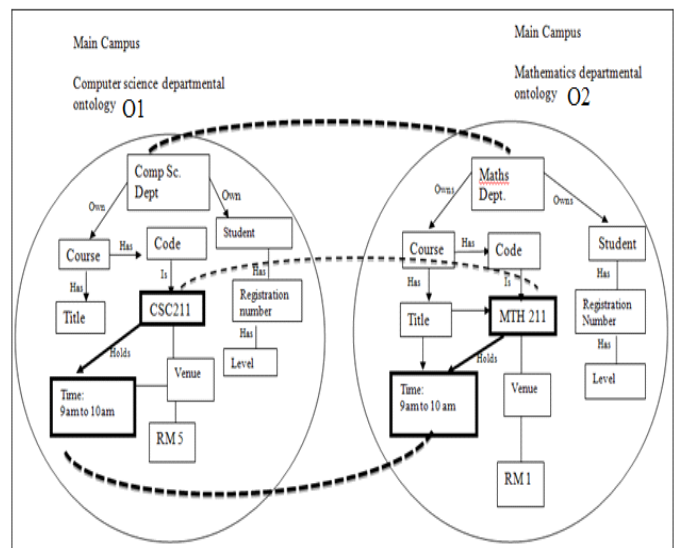 Main Campus
Computer science departmental
ontology O1
Main Campus
Mathematics departmental
ontology O2
Comp Sc.
Dept
Own
Own
Course
Has
Code
Student
Has
Is
Has
Title
CSC211
Registration
number
Has
Level
Holds
Venue
Time:
9am to 10 am
RM 5
Maths
Dept.
Owns
Owns
Course
Has
Code
Student
Has
Is
Has
Title
MTH 211
Registration
Number
Has
Level
Holds
Venue
Time:
9am to 10 am
RM 1